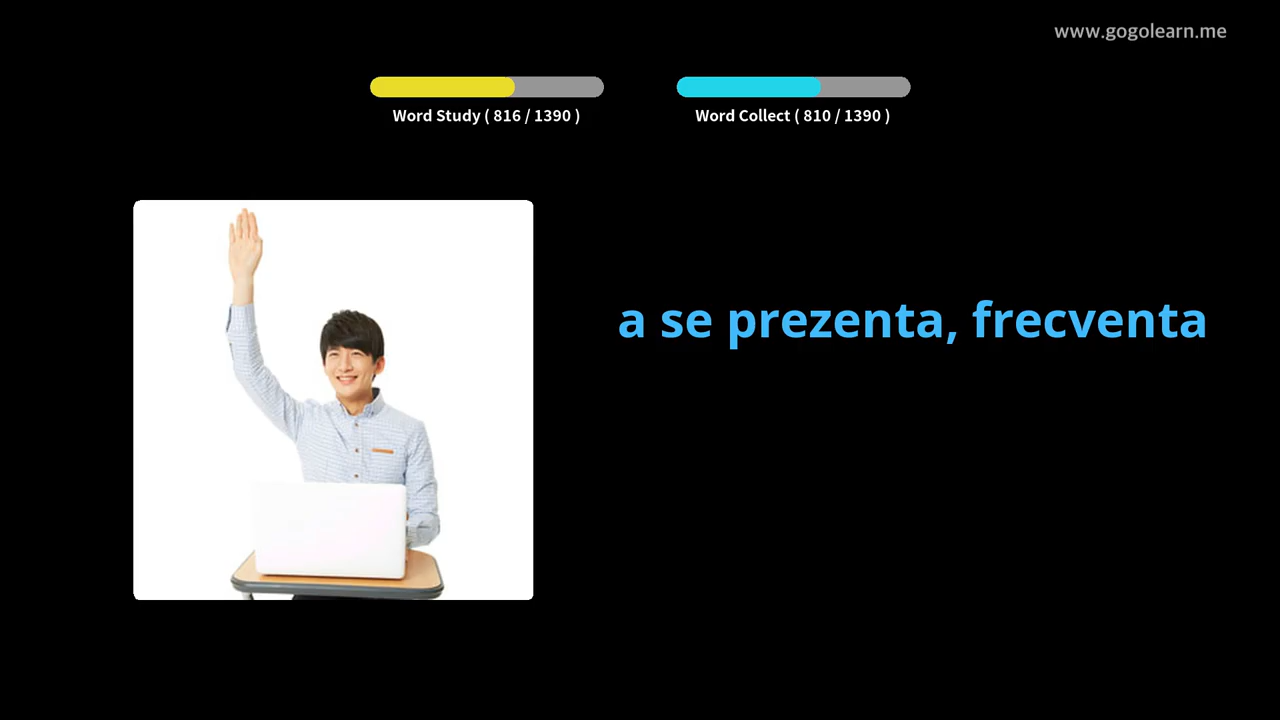 www.gogolearn.me
Word Study ( 816 / 1390 )
Word Collect ( 810 / 1390 )
a se prezenta, frecventa